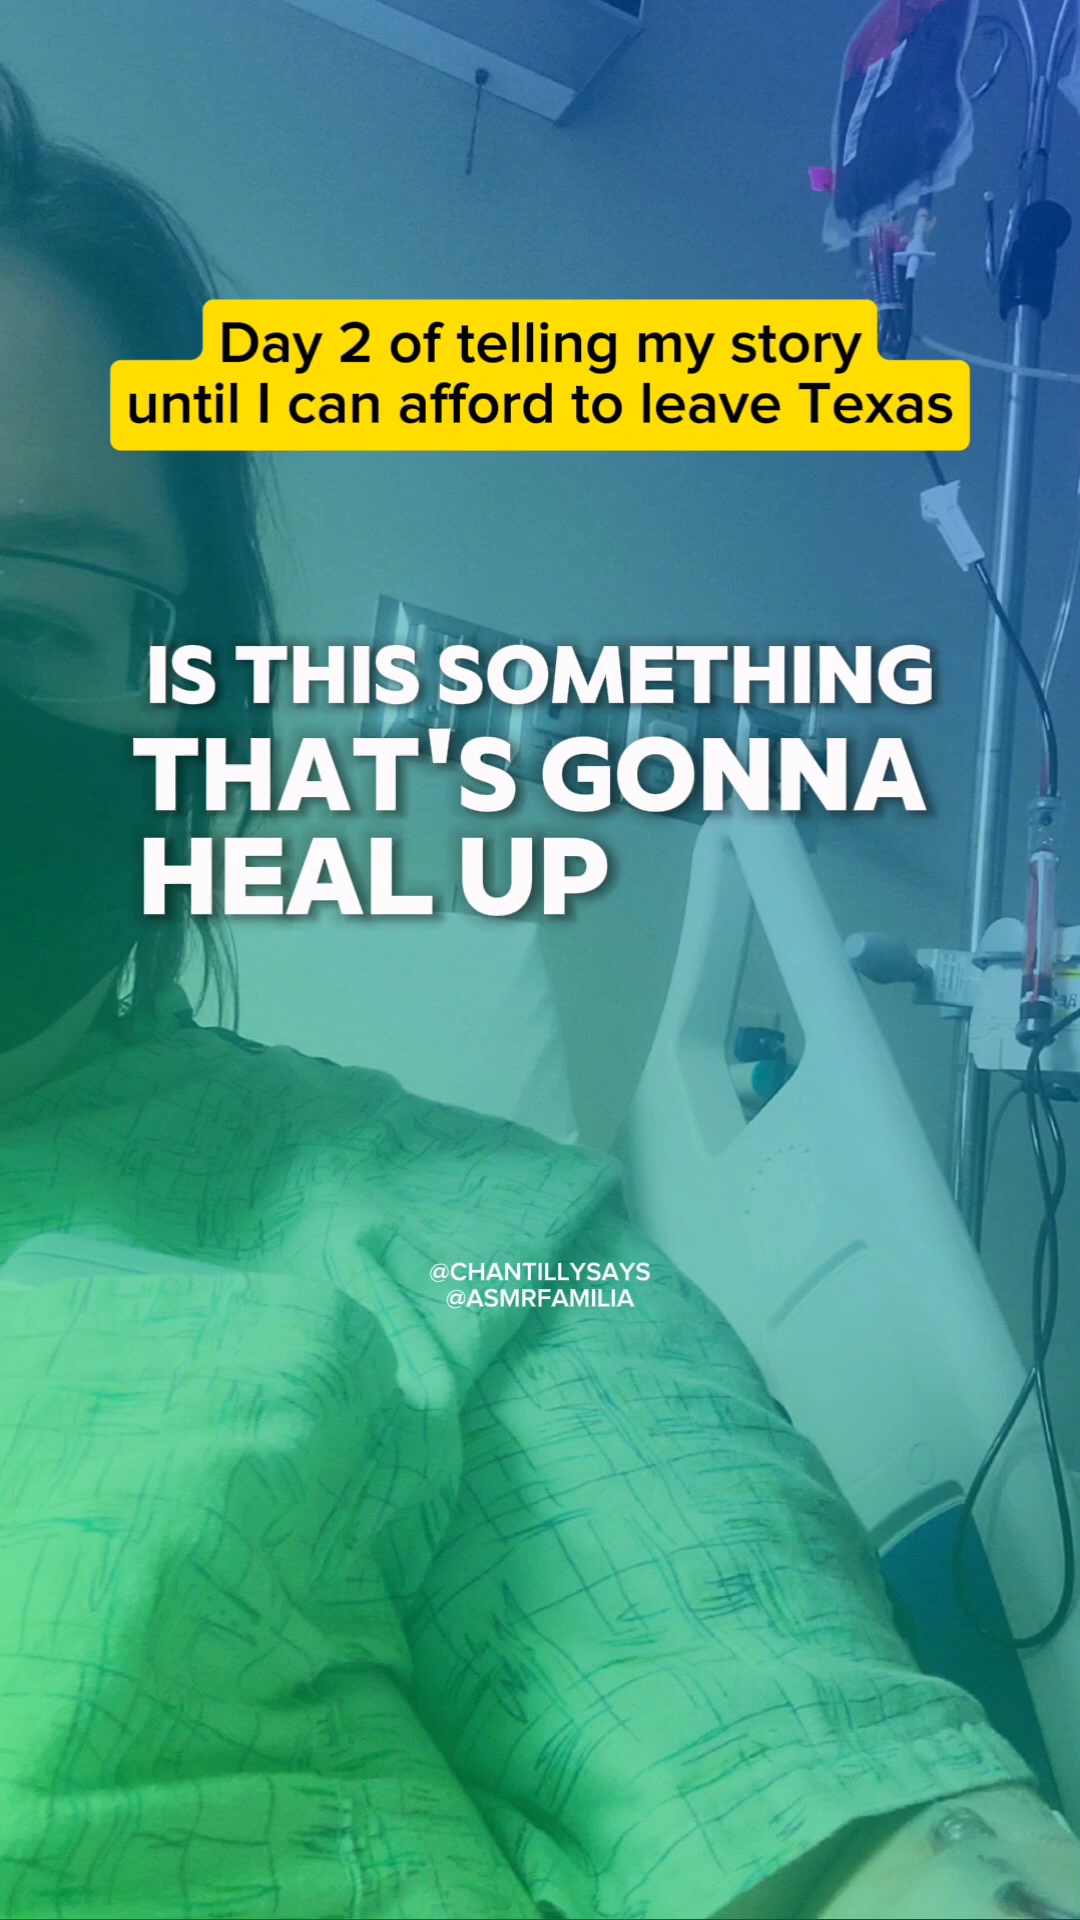 Day 2 of telling my story
until I can afford to leave Texas
IS THIS SOMETHING
THAT'S GONNA
HEAL UP
@CHANTILLYSAYS
@ASMRFAMILIA